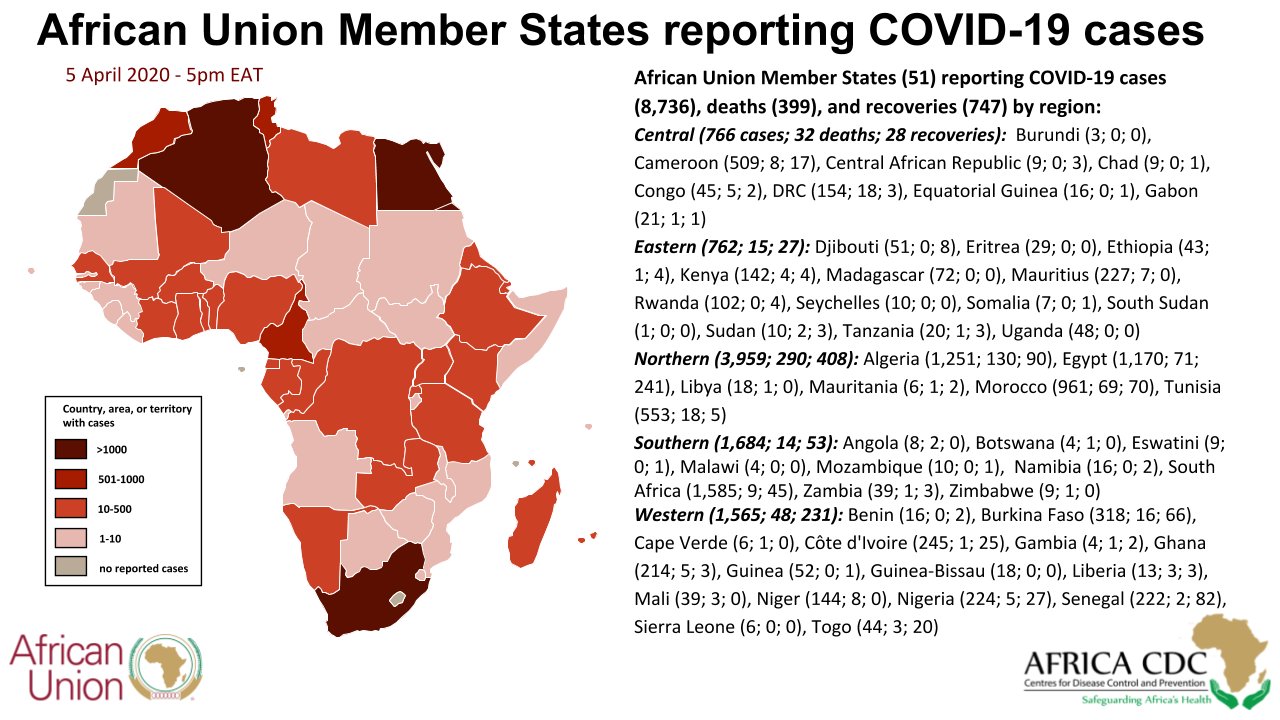 African Union Member States reporting COVID-19 cases
5 April 2020 - 5pm EAT
African Union Member States (51) reporting COVID-19 cases
(8,736), deaths (399), and recoveries (747) by region:
Central (766 cases; 32 deaths; 28 recoveries): Burundi (3; 0; 0),
Cameroon (509; 8; 17), Central African Republic (9; 0; 3), Chad (9; 0; 1),
Congo (45; 5; 2), DRC (154; 18; 3), Equatorial Guinea (16; 0; 1), Gabon
(21; 1; 1)
Eastern (762; 15; 27): Djibouti (51; 0; 8), Eritrea (29; 0; 0), Ethiopia (43;
1; 4), Kenya (142; 4; 4), Madagascar (72; 0; 0), Mauritius (227; 7; 0),
Rwanda (102; 0; 4), Seychelles (10; 0; 0), Somalia (7; 0; 1), South Sudan
(1; 0; 0), Sudan (10; 2; 3), Tanzania (20; 1; 3), Uganda (48; 0; 0)
Northern (3,959; 290; 408): Algeria (1,251; 130; 90), Egypt (1,170; 71;
241), Libya (18; 1; 0), Mauritania (6; 1; 2), Morocco (961; 69; 70), Tunisia
(553; 18; 5)
Southern (1,684; 14; 53): Angola (8; 2; 0), Botswana (4; 1; 0), Eswatini (9;
0; 1), Malawi (4; 0; 0), Mozambique (10; 0; 1), Namibia (16; 0; 2), South
Africa (1,585; 9; 45), Zambia (39; 1; 3), Zimbabwe (9; 1; 0)
Western (1,565; 48; 231): Benin (16; 0; 2), Burkina Faso (318; 16; 66),
Cape Verde (6; 1; 0), Côte d'Ivoire (245; 1; 25), Gambia (4; 1; 2), Ghana
(214; 5; 3), Guinea (52; 0; 1), Guinea-Bissau (18; 0; 0), Liberia (13; 3; 3),
Mali (39; 3; 0), Niger (144; 8; 0), Nigeria (224; 5; 27), Senegal (222; 2; 82),
Sierra Leone (6; 0; 0), Togo (44; 3; 20)
Country, area, or territory
with cases
>1000
501-1000
10-500
1-10
no reported cases
African
Union
AFRICA CDC
Centres for Disease Control and Prevention
Safeguarding Africa's Health